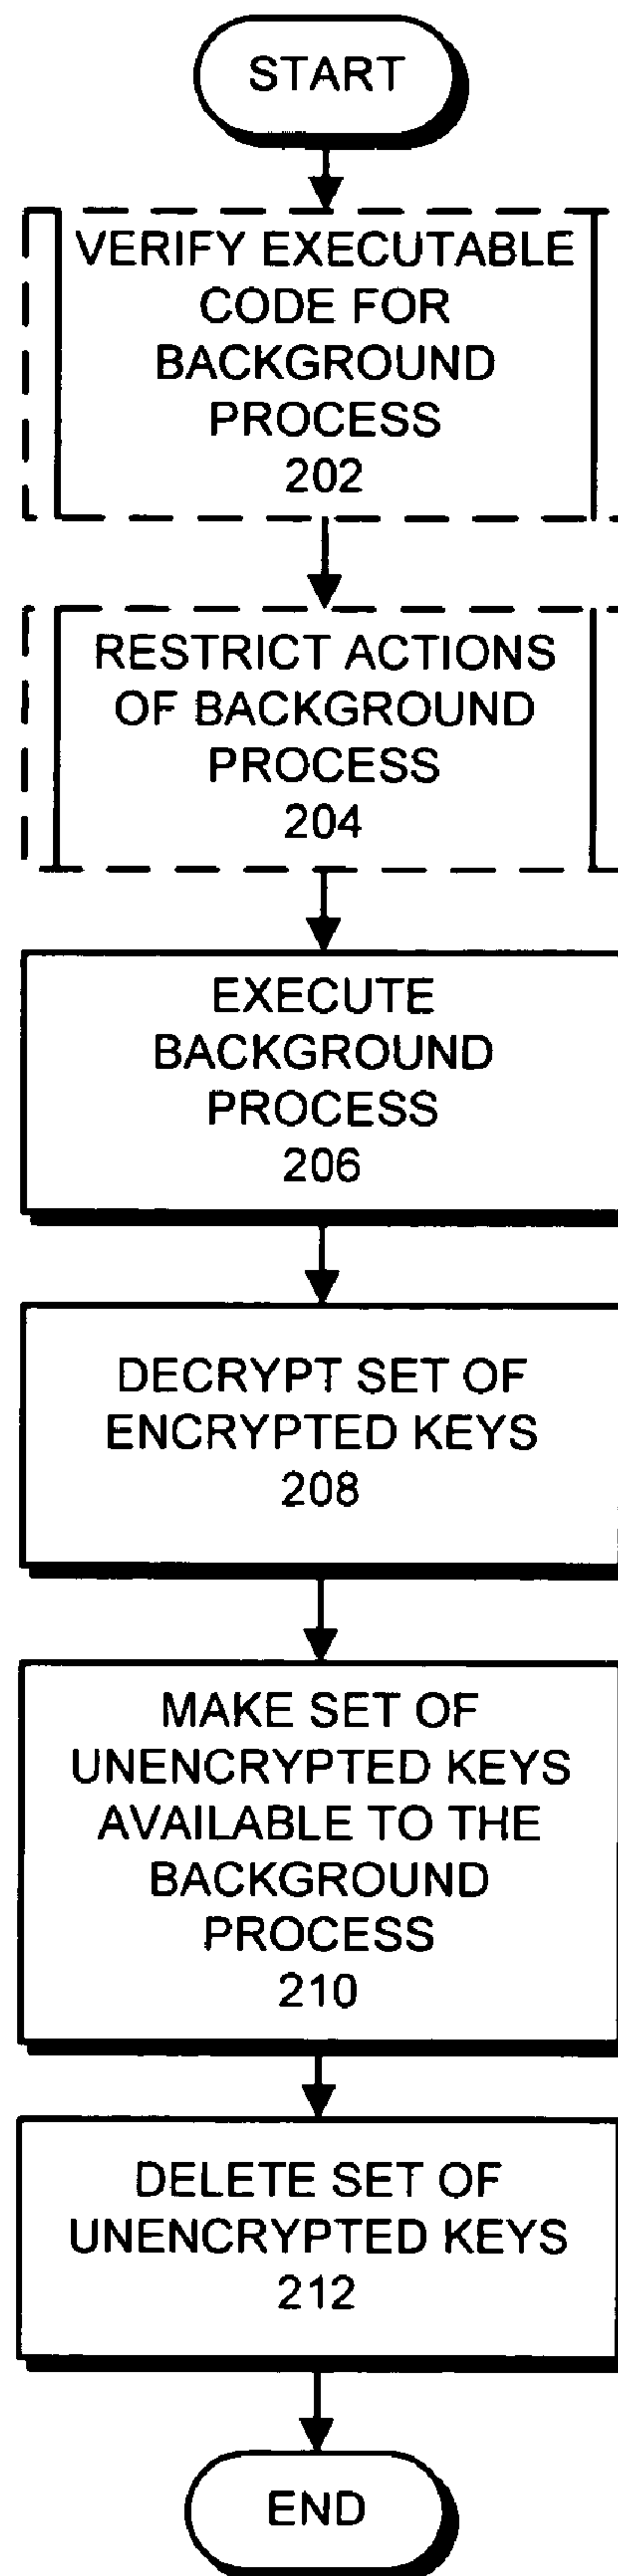 START
VERIFY EXECUTABLE
CODE FOR
BACKGROUND
PROCESS
202
RESTRICT ACTIONS
OF BACKGROUND
PROCESS
204
EXECUTE
BACKGROUND
PROCESS
206
DECRYPT SET OF
ENCRYPTED KEYS
208
MAKE SET OF
UNENCRYPTED KEYS
AVAILABLE TO THE
BACKGROUND
PROCESS
210
DELETE SET OF
UNENCRYPTED KEYS
212
END